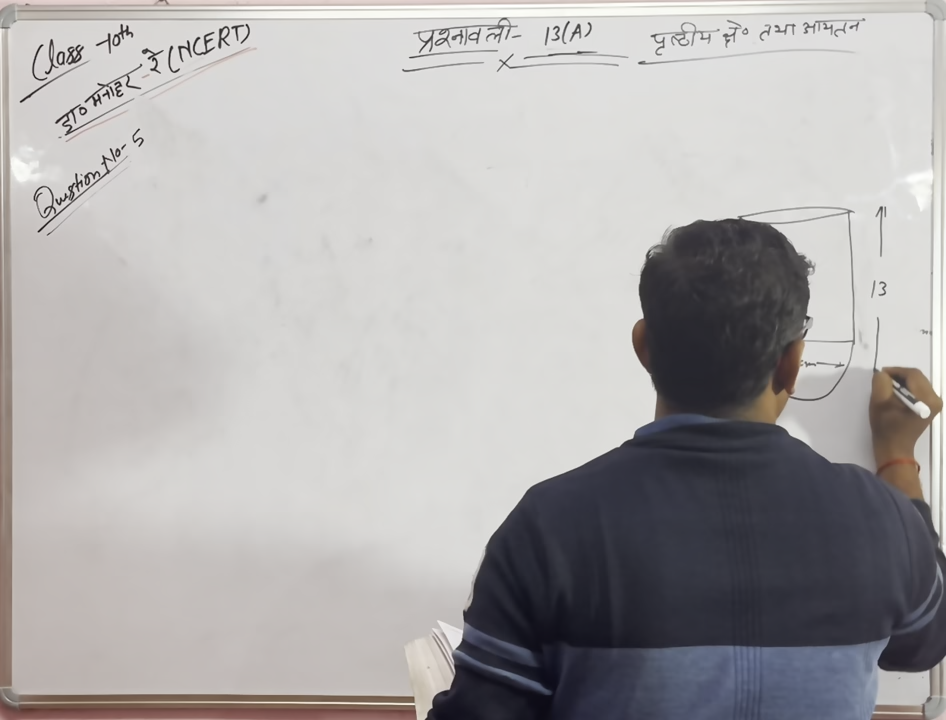 Class 10th
डा० मनोहर रे (NCERT)
Question No- 5
प्रश्नावली- 13(A)
पृष्ठीय क्षे० तथा आयतन
13